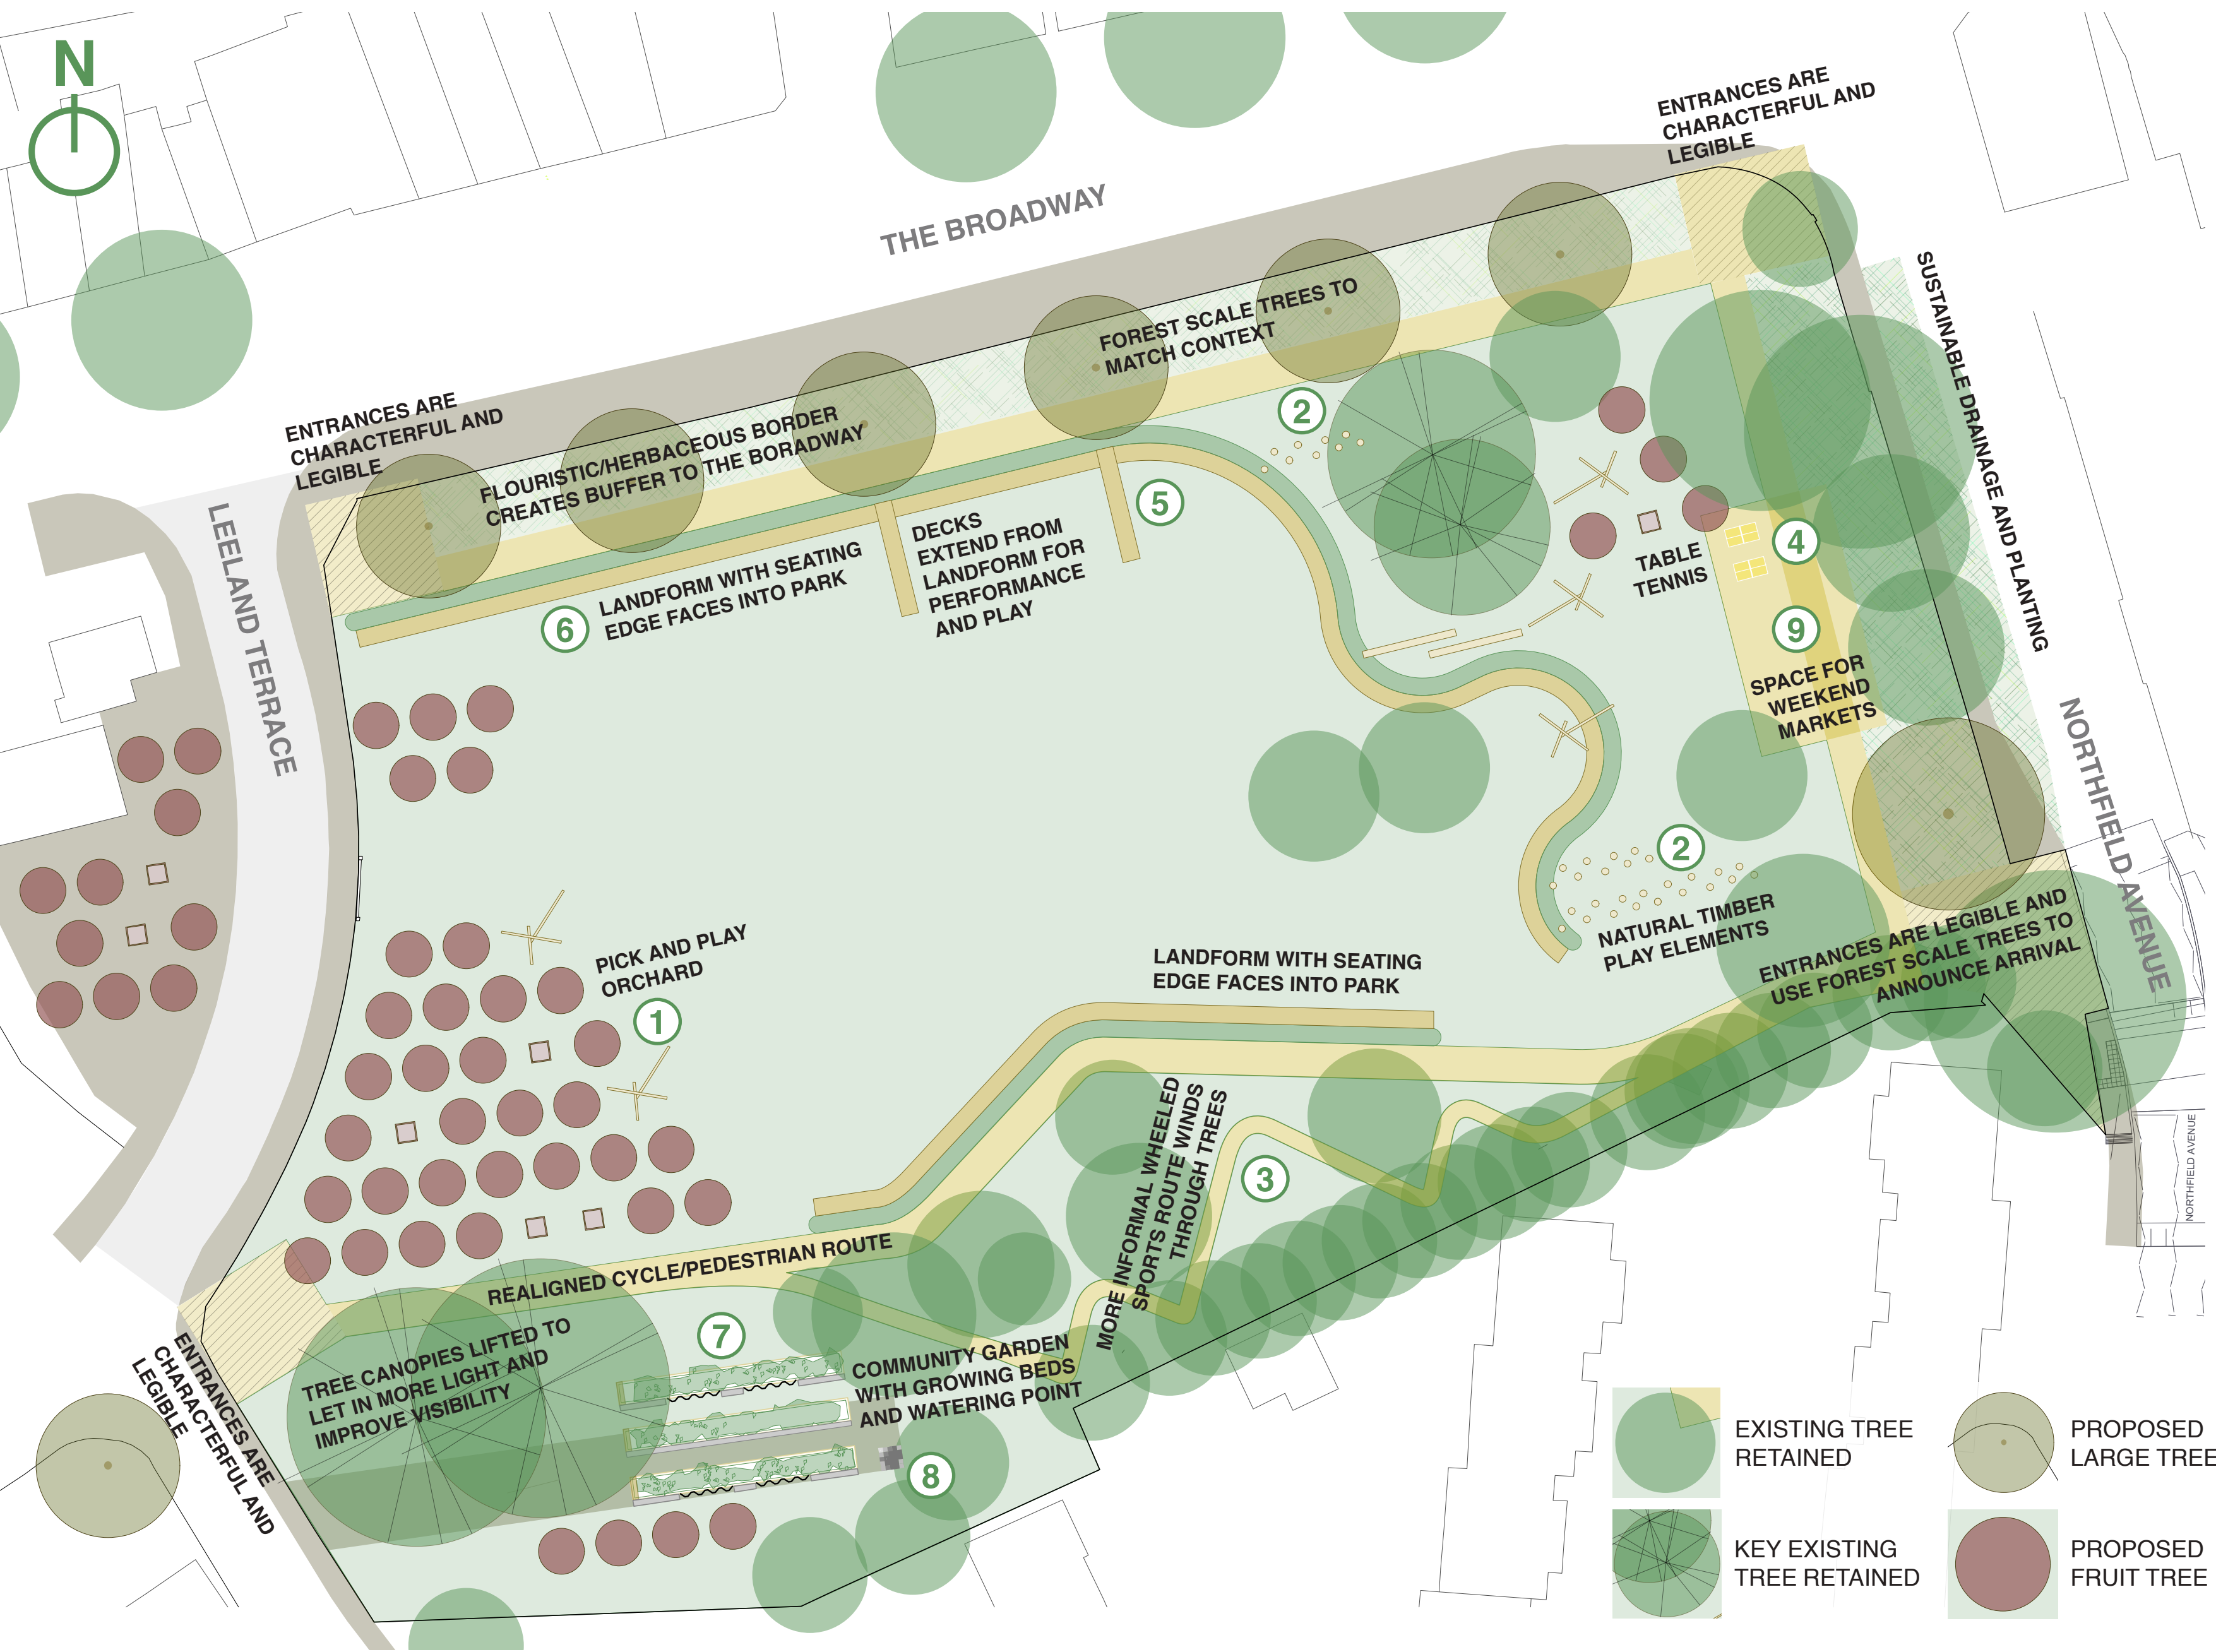 N
ENTRANCES ARE
CHARACTERFUL AND
LEGIBLE
THE BROADWAY
FOREST SCALE TREES TO
MATCH CONTEXT
ENTRANCES ARE
CHARACTERFUL AND
LEGIBLE
FLOURISTIC/HERBACEOUS BORDER
CREATES BUFFER TO THE BORADWAY
SUSTAINABLE DRAINAGE AND PLANTING
LEELAND TERRACE
2
5
DECKS
EXTEND FROM
LANDFORM FOR
PERFORMANCE
AND PLAY
6
LANDFORM WITH SEATING
EDGE FACES INTO PARK
TABLE
TENNIS
4
9
SPACE FOR
WEEKEND
MARKETS
NORTHFIELD AVENUE
2
NATURAL TIMBER
PLAY ELEMENTS
ENTRANCES ARE LEGIBLE AND
USE FOREST SCALE TREES TO
ANNOUNCE ARRIVAL
PICK AND PLAY
ORCHARD
1
LANDFORM WITH SEATING
EDGE FACES INTO PARK
MORE INFORMAL WHEELED
SPORTS ROUTE WINDS
THROUGH TREES
3
NORTHFIELD AVENUE
REALIGNED CYCLE/PEDESTRIAN ROUTE
7
TREE CANOPIES LIFTED TO
LET IN MORE LIGHT AND
IMPROVE VISIBILITY
COMMUNITY GARDEN
WITH GROWING BEDS
AND WATERING POINT
8
ENTRANCES ARE
CHARACTERFUL AND
LEGIBLE
EXISTING TREE
RETAINED
PROPOSED
LARGE TREE
KEY EXISTING
TREE RETAINED
PROPOSED
FRUIT TREE